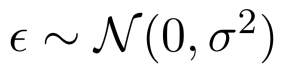 ϵ ∼ 𝒩(0, σ²)